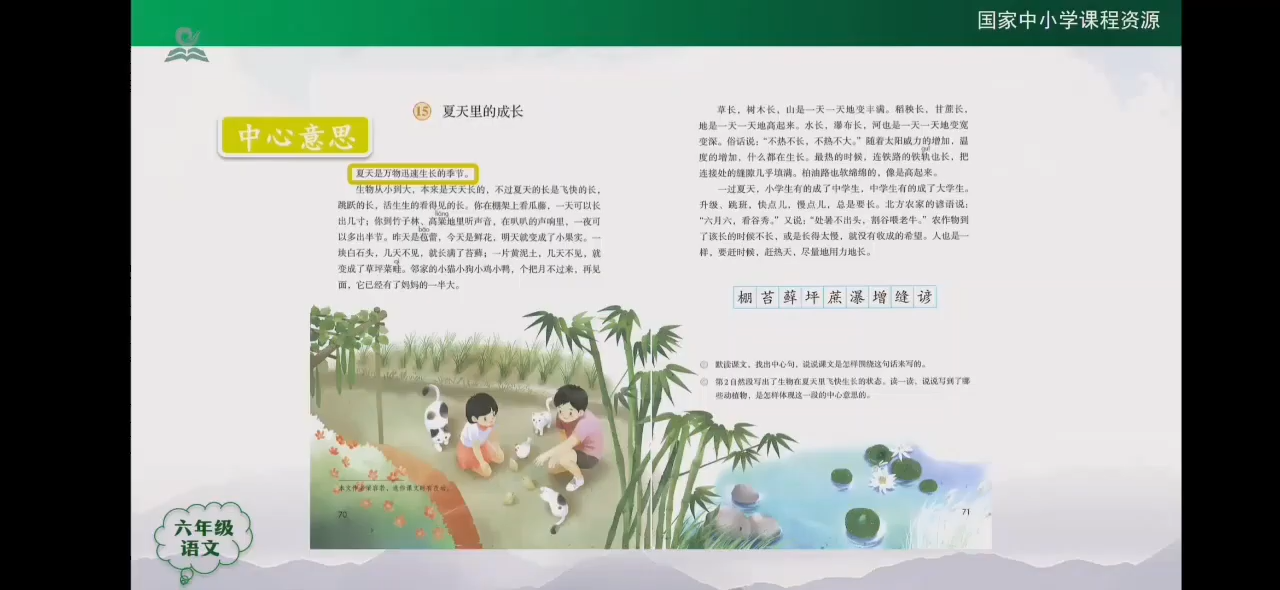 国家中小学课程资源
中心意思
15 夏天里的成长
夏天是万物迅速生长的季节。
生物从小到大，本来是天天长的，不过夏天的长是飞快的长，
跳跃的长，活生生的看得见的长。你在棚架上看瓜藤，一天可以长
出几寸；你到竹子林、高粱地里听声音，在叭叭的声响里，一夜可
liáng
以多出半节。昨天是苞蕾，今天是鲜花，明天就变成了小果实。一
bāo
块白石头，几天不见，就长满了苔藓；一片黄泥土，几天不见，就
变成了草坪菜畦。邻家的小猫小狗小鸡小鸭，个把月不过来，再见
qí
面，它已经有了妈妈的一半大。
70
草长，树木长，山是一天一天地变丰满。稻秧长，甘蔗长，
地是一天一天地高起来。水长，瀑布长，河也是一天一天地变宽
变深。俗话说：“不热不长，不热不大。”随着太阳威力的增加，温
度的增加，什么都在生长。最热的时候，连铁路的铁轨也长，把
guǐ
连接处的缝隙几乎填满。柏油路也软绵绵的，像是高起来。
一过夏天，小学生有的成了中学生，中学生有的成了大学生。
升级、跳班，快点儿，慢点儿，总是要长。北方农家的谚语说：
“六月六，看谷秀。”又说：“处暑不出头，割谷喂老牛。”农作物到
了该长的时候不长，或是长得太慢，就没有收成的希望。人也是一
样，要赶时候，赶热天，尽量地用力地长。
棚苔藓坪蔗瀑增缝谚
默读课文，找出中心句，说说课文是怎样围绕这句话来写的。
第2自然段写出了生物在夏天里飞快生长的状态。读一读，说说写到了哪
些动植物，是怎样体现这一段的中心意思的。
71
六年级
语文